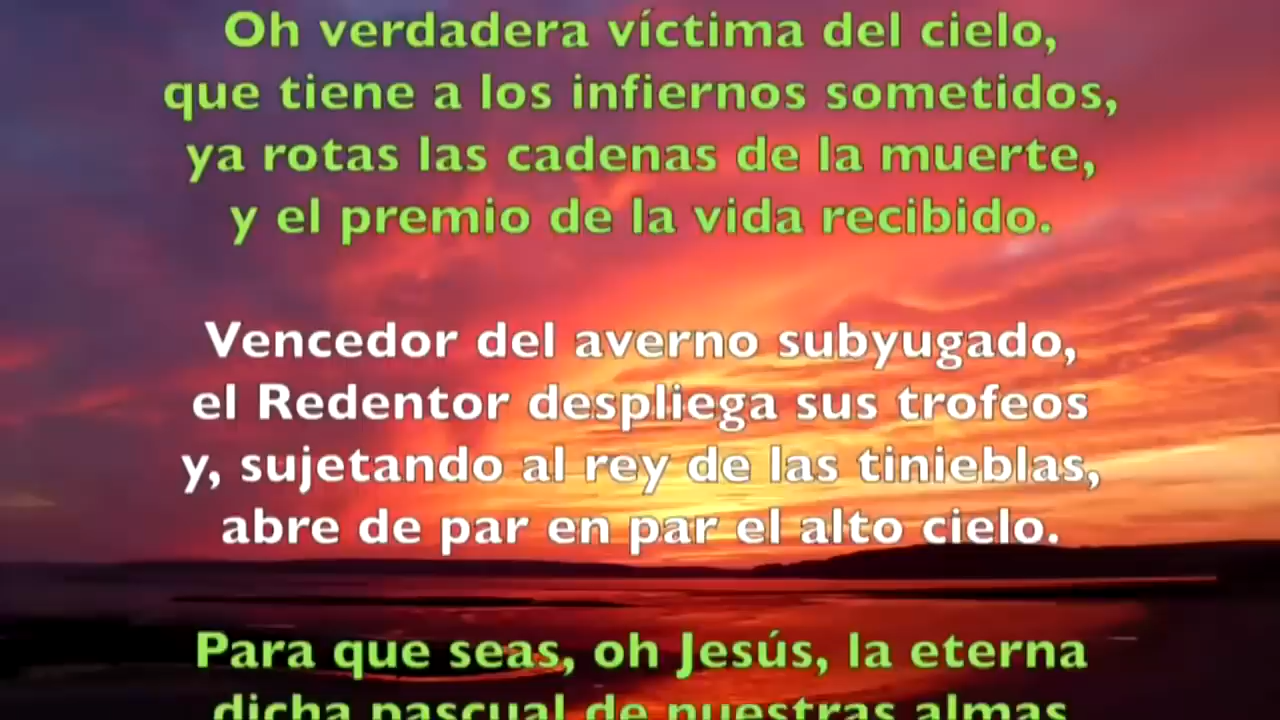 Oh verdadera víctima del cielo,
que tiene a los infiernos sometidos,
ya rotas las cadenas de la muerte,
y el premio de la vida recibido.
Vencedor del averno subyugado,
el Redentor despliega sus trofeos
y, sujetando al rey de las tinieblas,
abre de par en par el alto cielo.
Para que seas, oh Jesús, la eterna
dicha pascual de nuestras almas